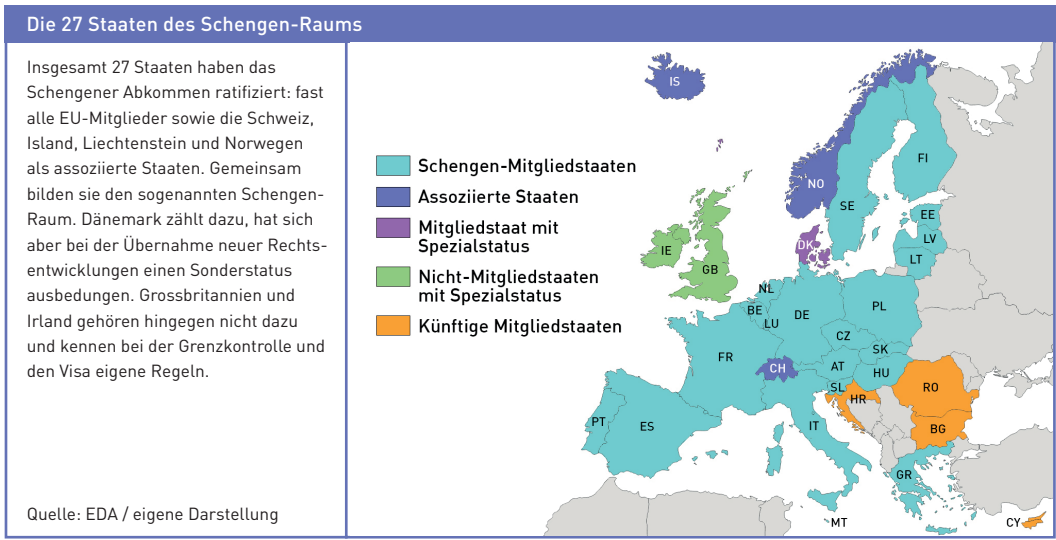 Die 27 Staaten des Schengen-Raums
Insgesamt 27 Staaten haben das
Schengener Abkommen ratifiziert: fast
alle EU-Mitglieder sowie die Schweiz,
Island, Liechtenstein und Norwegen
als assoziierte Staaten. Gemeinsam
bilden sie den sogenannten Schengen-
Raum. Dänemark zählt dazu, hat sich
aber bei der Übernahme neuer Rechts-
entwicklungen einen Sonderstatus
ausbedungen. Grossbritannien und
Irland gehören hingegen nicht dazu
und kennen bei der Grenzkontrolle und
den Visa eigene Regeln.
Quelle: EDA / eigene Darstellung
Schengen-Mitgliedstaaten
Assoziierte Staaten
Mitgliedstaat mit
Spezialstatus
Nicht-Mitgliedstaaten
mit Spezialstatus
Künftige Mitgliedstaaten
IS
FI
NO
SE
EE
LV
LT
DK
IE
GB
NL
BE
LU
DE
PL
CZ
SK
FR
CH
AT
HU
SL
HR
RO
BG
PT
ES
IT
GR
MT
CY